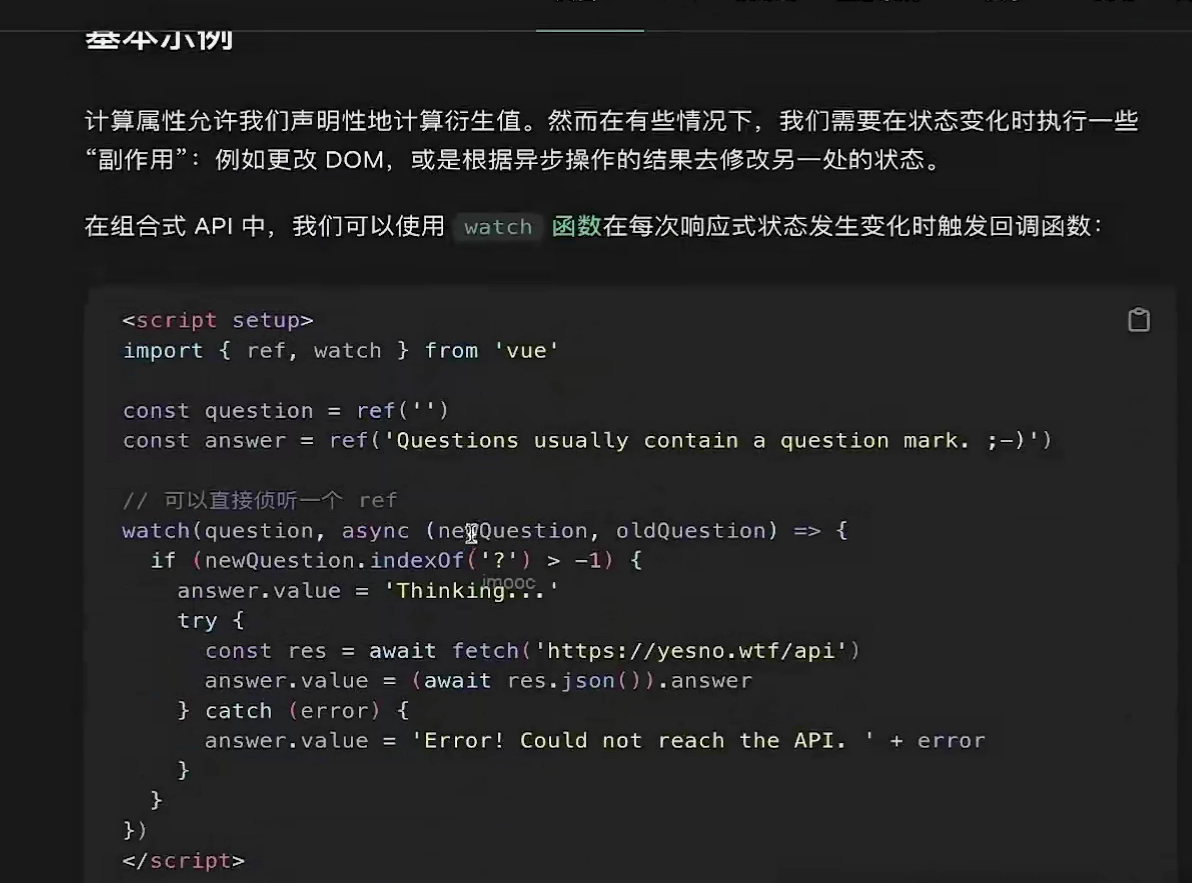 基本示例
计算属性允许我们声明性地计算衍生值。然而在有些情况下，我们需要在状态变化时执行一些
“副作用”：例如更改 DOM，或是根据异步操作的结果去修改另一处的状态。
在组合式 API 中，我们可以使用 watch 函数在每次响应式状态发生变化时触发回调函数：
<script setup>
import { ref, watch } from 'vue'
const question = ref('')
const answer = ref('Questions usually contain a question mark. ;-)')
// 可以直接侦听一个 ref
watch(question, async (newQuestion, oldQuestion) => {
if (newQuestion.indexOf('?') > -1) {
imooc
answer.value = 'Thinking...'
try {
const res = await fetch('https://yesno.wtf/api')
answer.value = (await res.json()).answer
} catch (error) {
answer.value = 'Error! Could not reach the API. ' + error
}
}
})
</script>